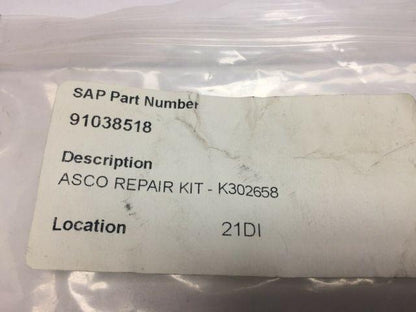 SAP Part Number
91038518
Description
ASCO REPAIR KIT - K302658
Location 21DI